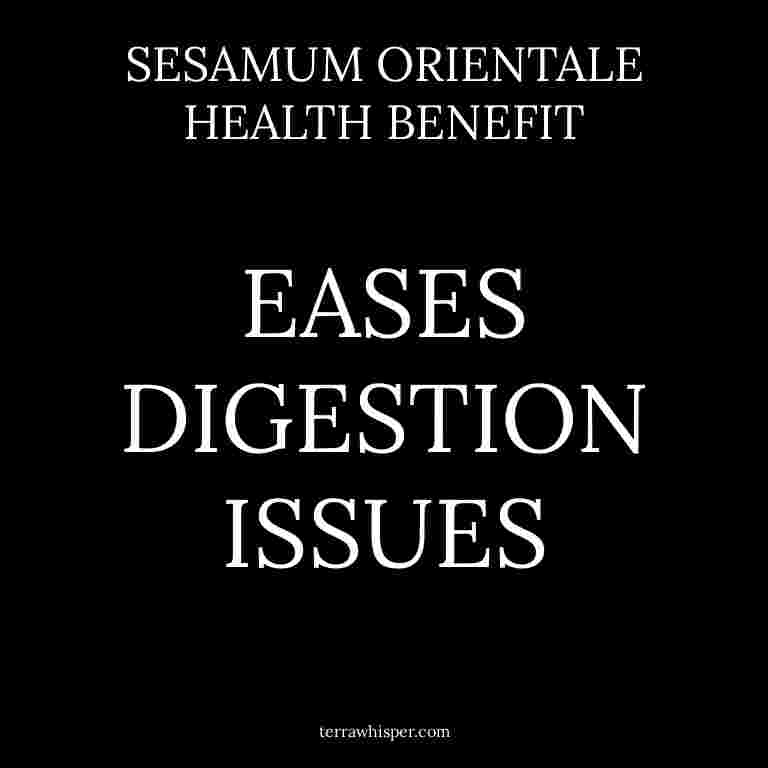 SESAMUM ORIENTALE
HEALTH BENEFIT
EASES
DIGESTION
ISSUES
terrawhisper.com